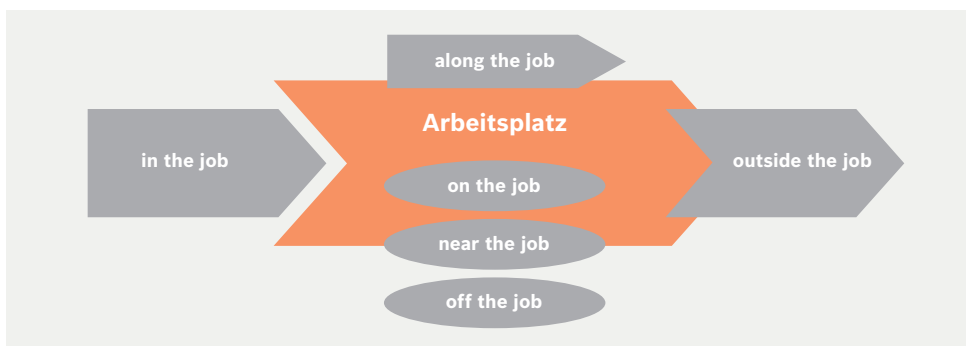 along the job
Arbeitsplatz
in the job
outside the job
on the job
near the job
off the job